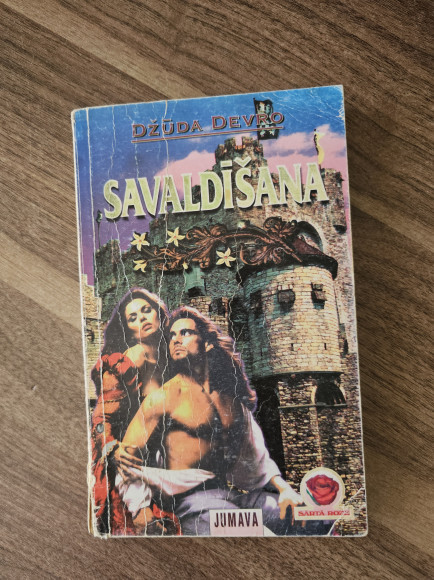 DŽŪDA DEVRO
SAVALDĪŠANA
JUMAVA
SARTĀ ROZE